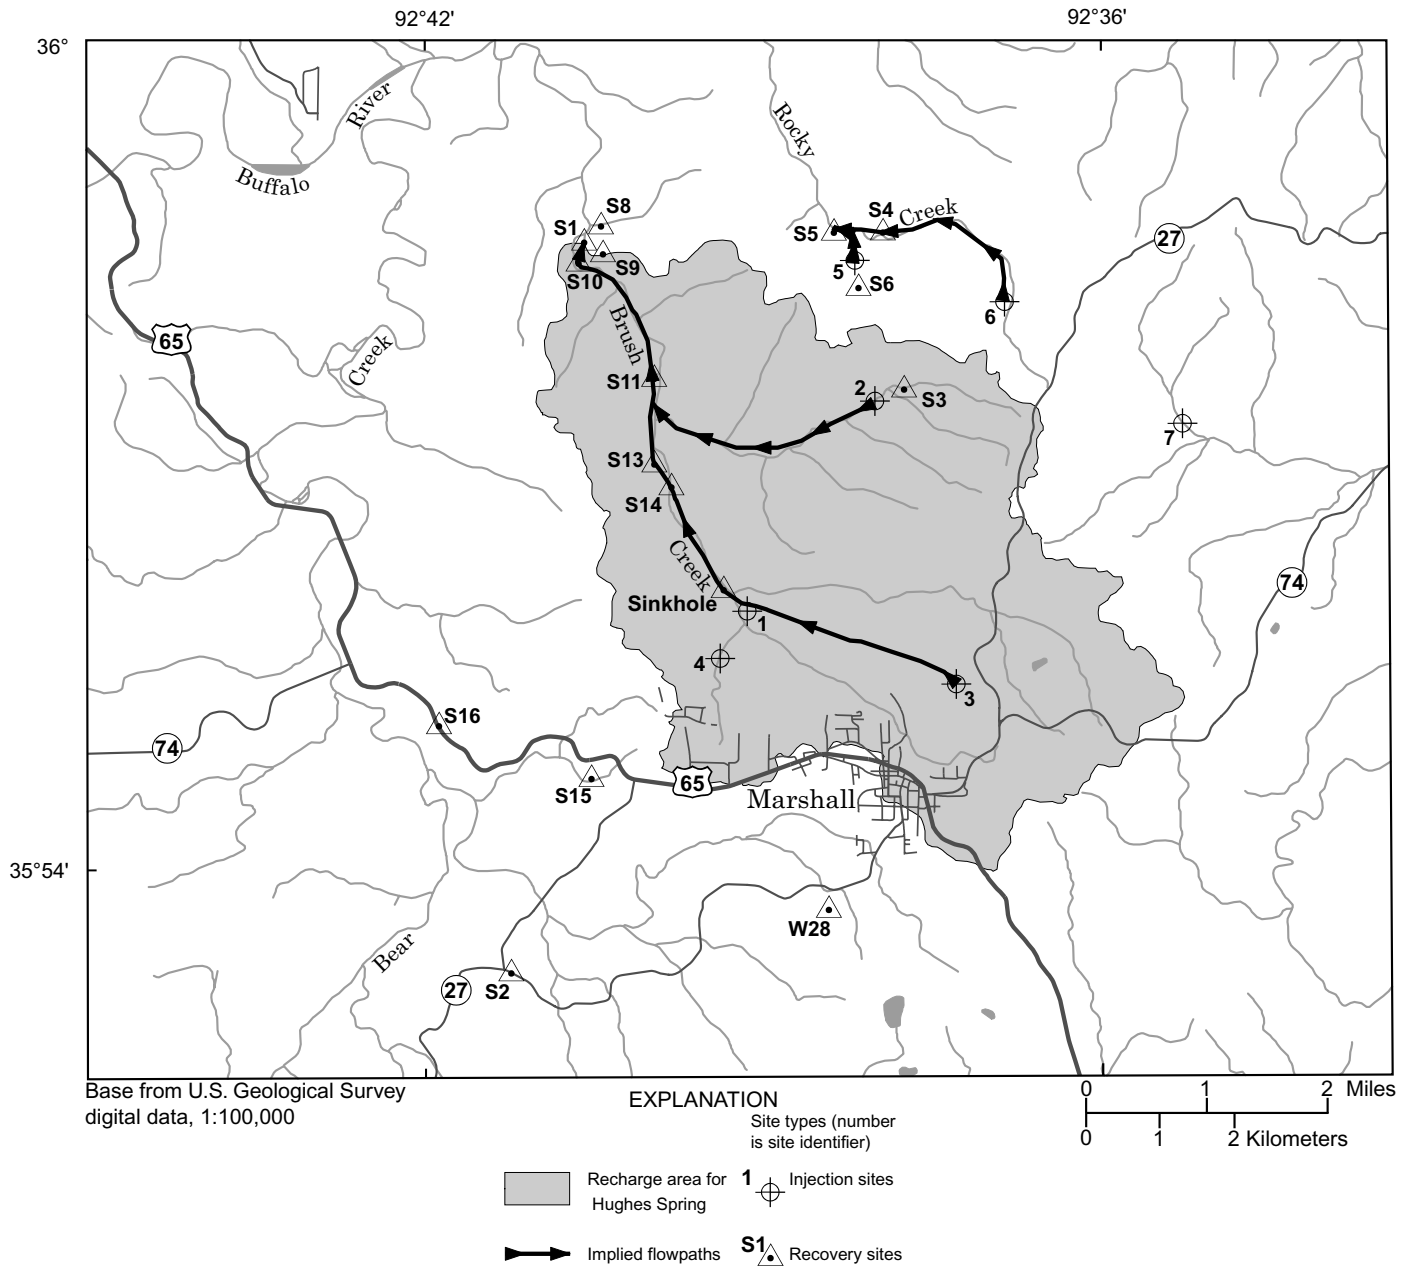 92°42'
92°36'
36°
River
Buffalo
Rocky
Creek
S8
S1
S9
S10
S4
S5
5
S6
6
27
65
Creek
Brush
S11
2
S3
7
S13
S14
Creek
Sinkhole
1
4
3
74
S16
74
S15
65
Marshall
35°54'
W28
Bear
27
S2
Base from U.S. Geological Survey
digital data, 1:100,000
EXPLANATION
Site types (number
is site identifier)
0 1 2 Miles
0 1 2 Kilometers
Recharge area for
Hughes Spring
1 Injection sites
Implied flowpaths
S1 Recovery sites